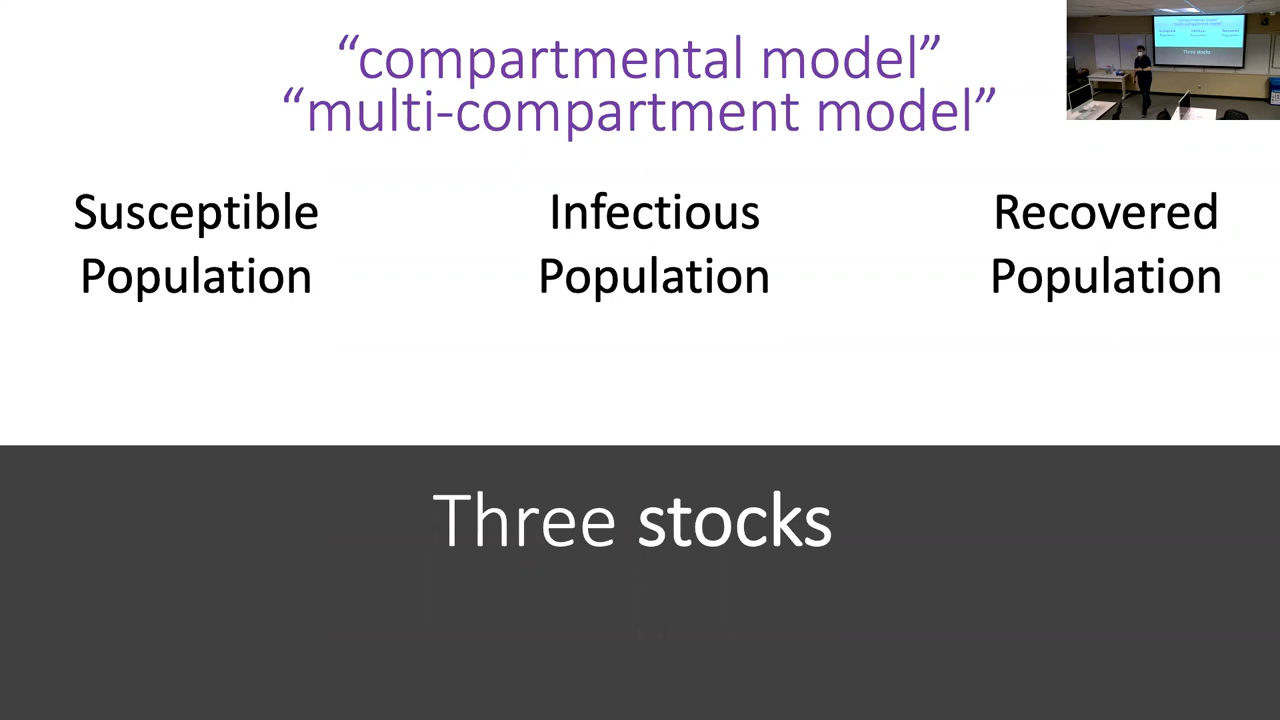 “compartmental model”
“multi-compartment model”
Susceptible
Population
Infectious
Population
Recovered
Population
Three stocks